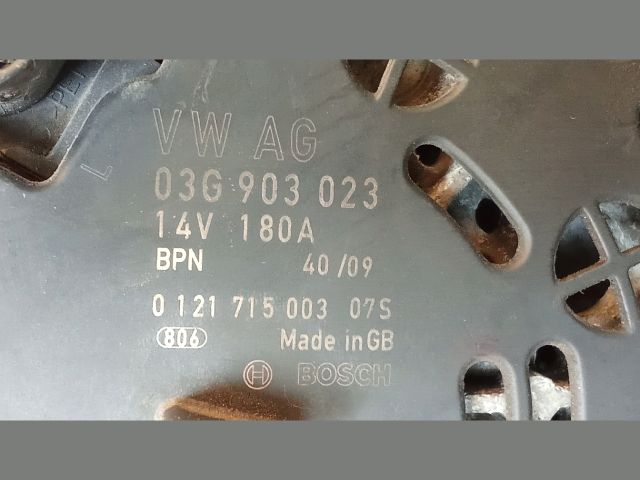 VW AG
L
03G 903 023
14V 180A
BPN 40/09
0 121 715 003 07S
806 Made in GB
BOSCH